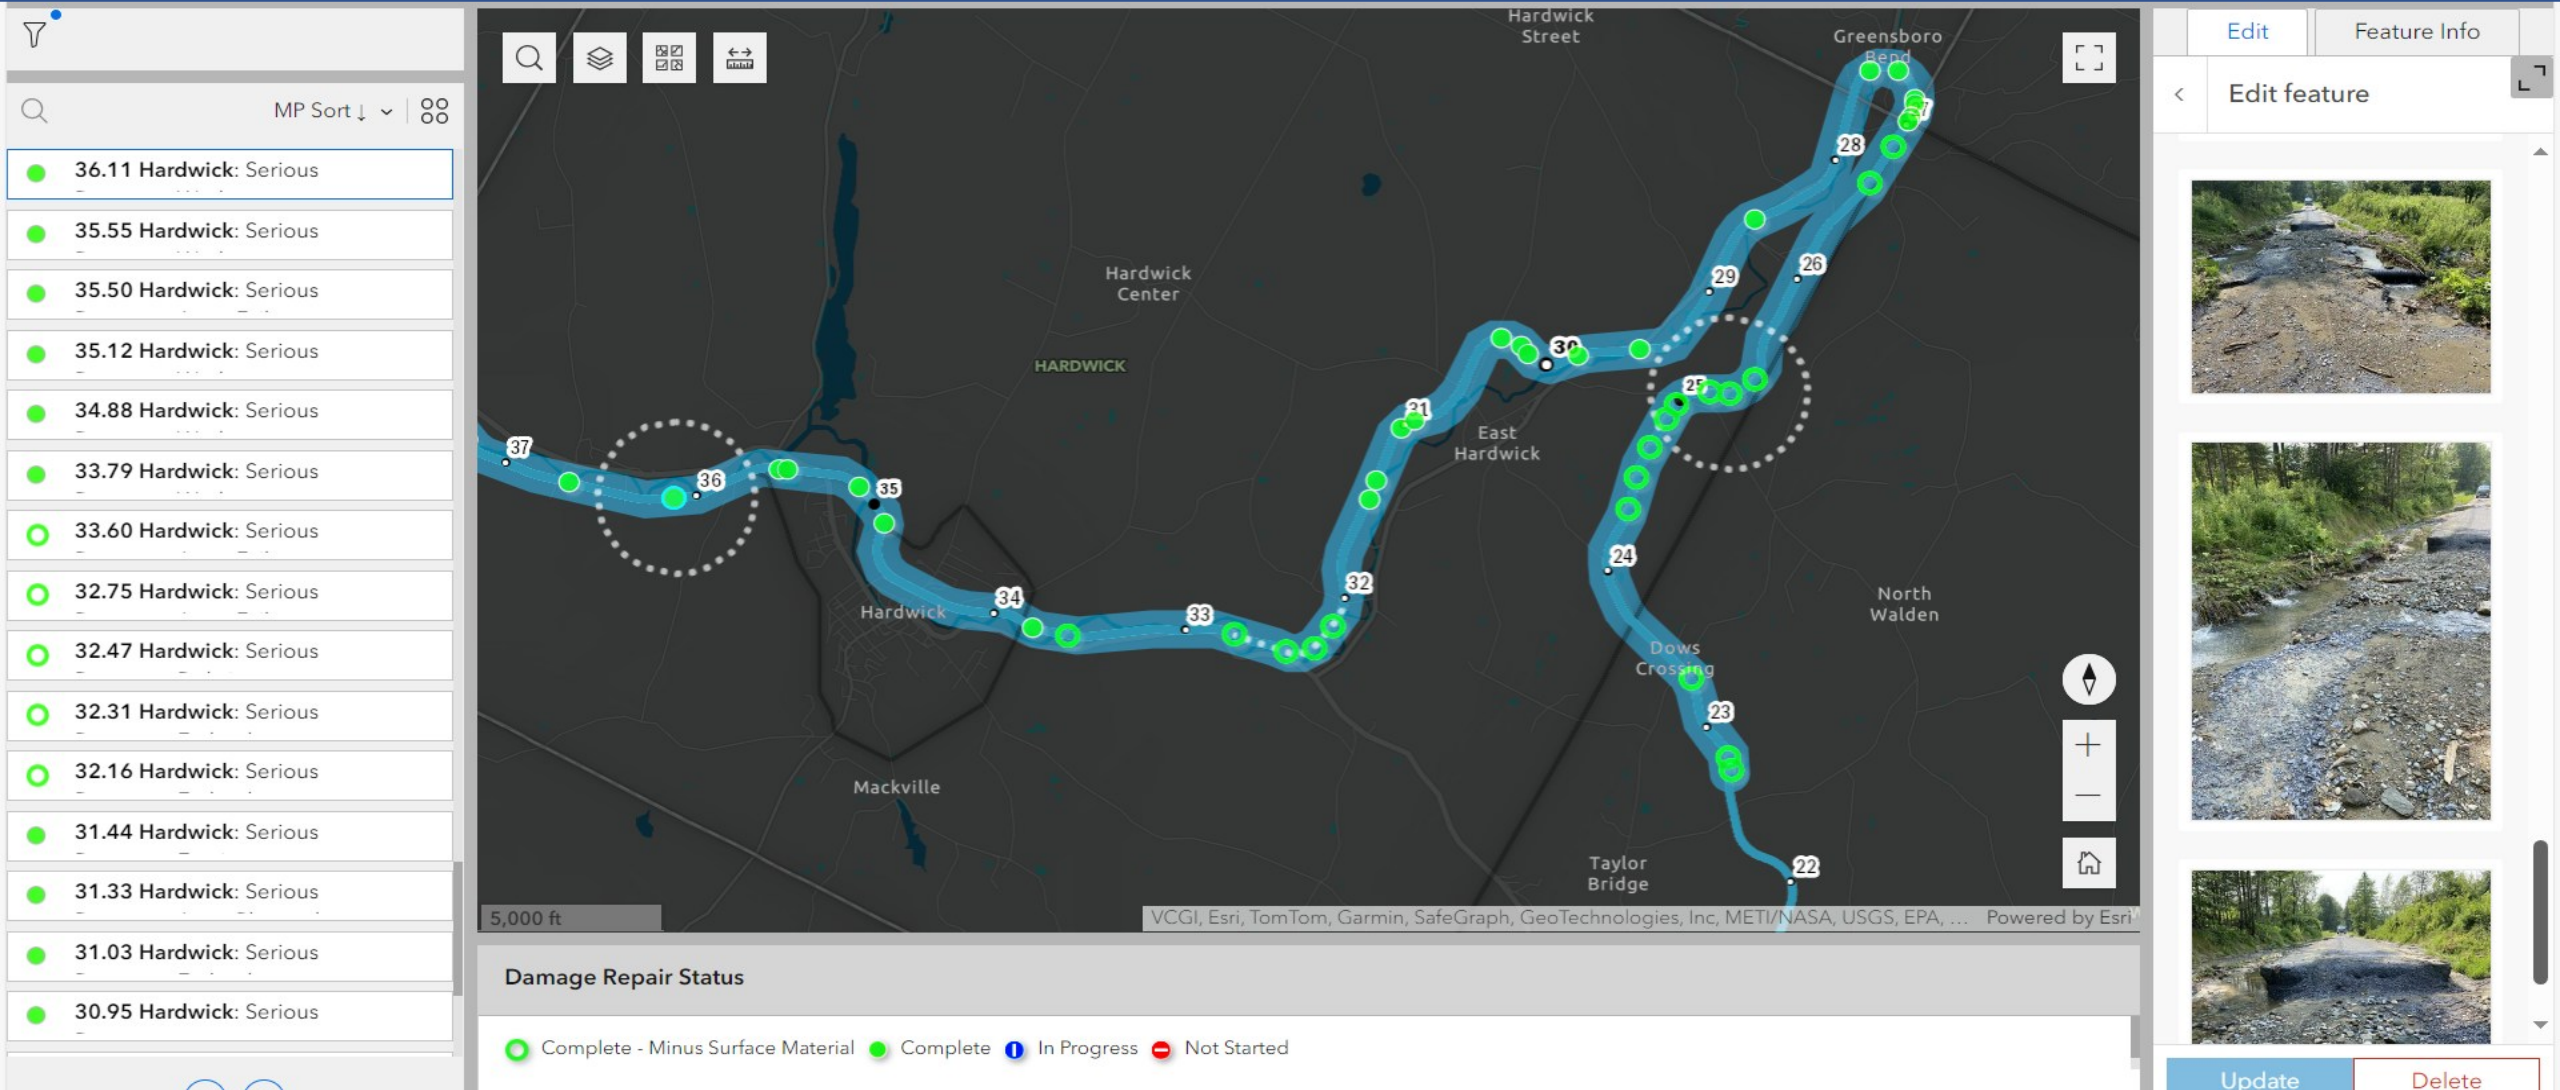 MP Sort↓
36.11 Hardwick: Serious
35.55 Hardwick: Serious
35.50 Hardwick: Serious
35.12 Hardwick: Serious
34.88 Hardwick: Serious
33.79 Hardwick: Serious
33.60 Hardwick: Serious
32.75 Hardwick: Serious
32.47 Hardwick: Serious
32.31 Hardwick: Serious
32.16 Hardwick: Serious
31.44 Hardwick: Serious
31.33 Hardwick: Serious
31.03 Hardwick: Serious
30.95 Hardwick: Serious
Hardwick
Street
Greensboro
Bend
28
26
29
Hardwick
Center
HARDWICK
30
25
31
East
Hardwick
37
36
35
24
32
34
33
Hardwick
North
Walden
Dows
Crossing
23
Mackville
Taylor
Bridge
22
5,000 ft
VCGI, Esri, TomTom, Garmin, SafeGraph, GeoTechnologies, Inc, METI/NASA, USGS, EPA, ... Powered by Esri
Damage Repair Status
Complete - Minus Surface Material Complete In Progress Not Started
Edit Feature Info
Edit feature
Update Delete